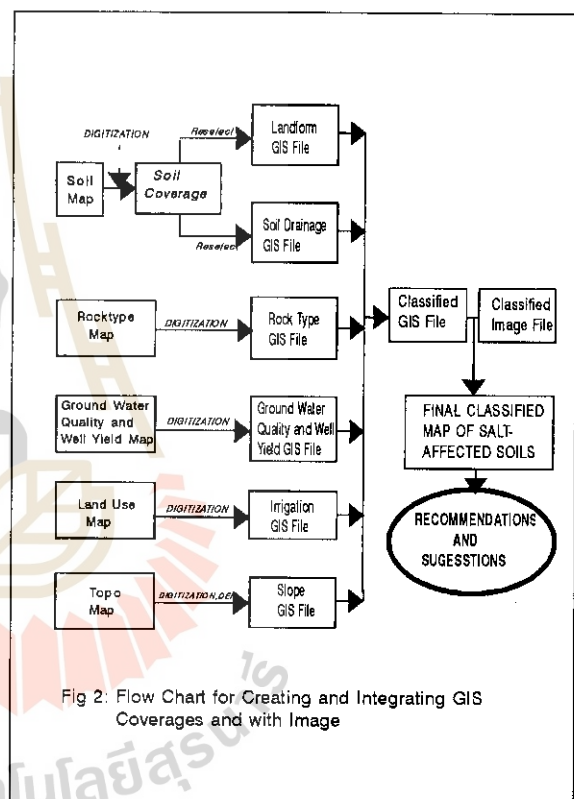 DIGITIZATION
Soil
Map
Soil
Coverage
Reselect
Landform
GIS File
Reselect
Soil Drainage
GIS File
Rocktype
Map
DIGITIZATION
Rock Type
GIS File
Classified
GIS File
Classified
Image File
Ground Water
Quality and
Well Yield Map
DIGITIZATION
Ground Water
Quality and Well
Yield GIS File
FINAL CLASSIFIED
MAP OF SALT-
AFFECTED SOILS
Land Use
Map
DIGITIZATION
Irrigation
GIS File
RECOMMENDATIONS
AND
SUGESSTIONS
Topo
Map
DIGITIZATION,DEM
Slope
GIS File
Fig 2: Flow Chart for Creating and Integrating GIS
Coverages and with Image